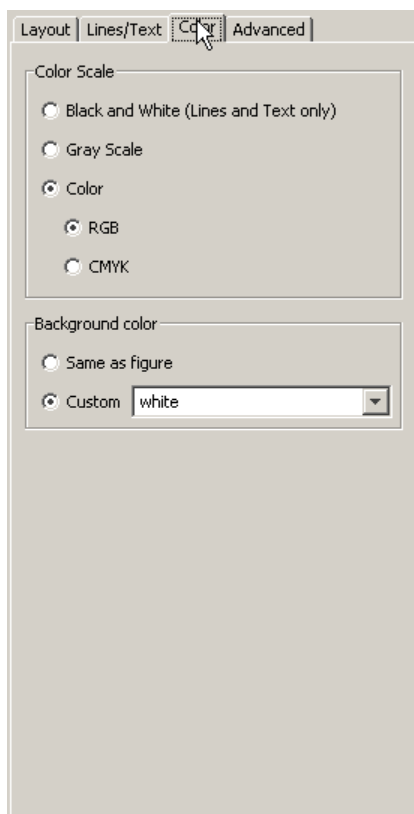 Layout Lines/Text Color Advanced
Color Scale
Black and White (Lines and Text only)
Gray Scale
Color
RGB
CMYK
Background color
Same as figure
Custom white